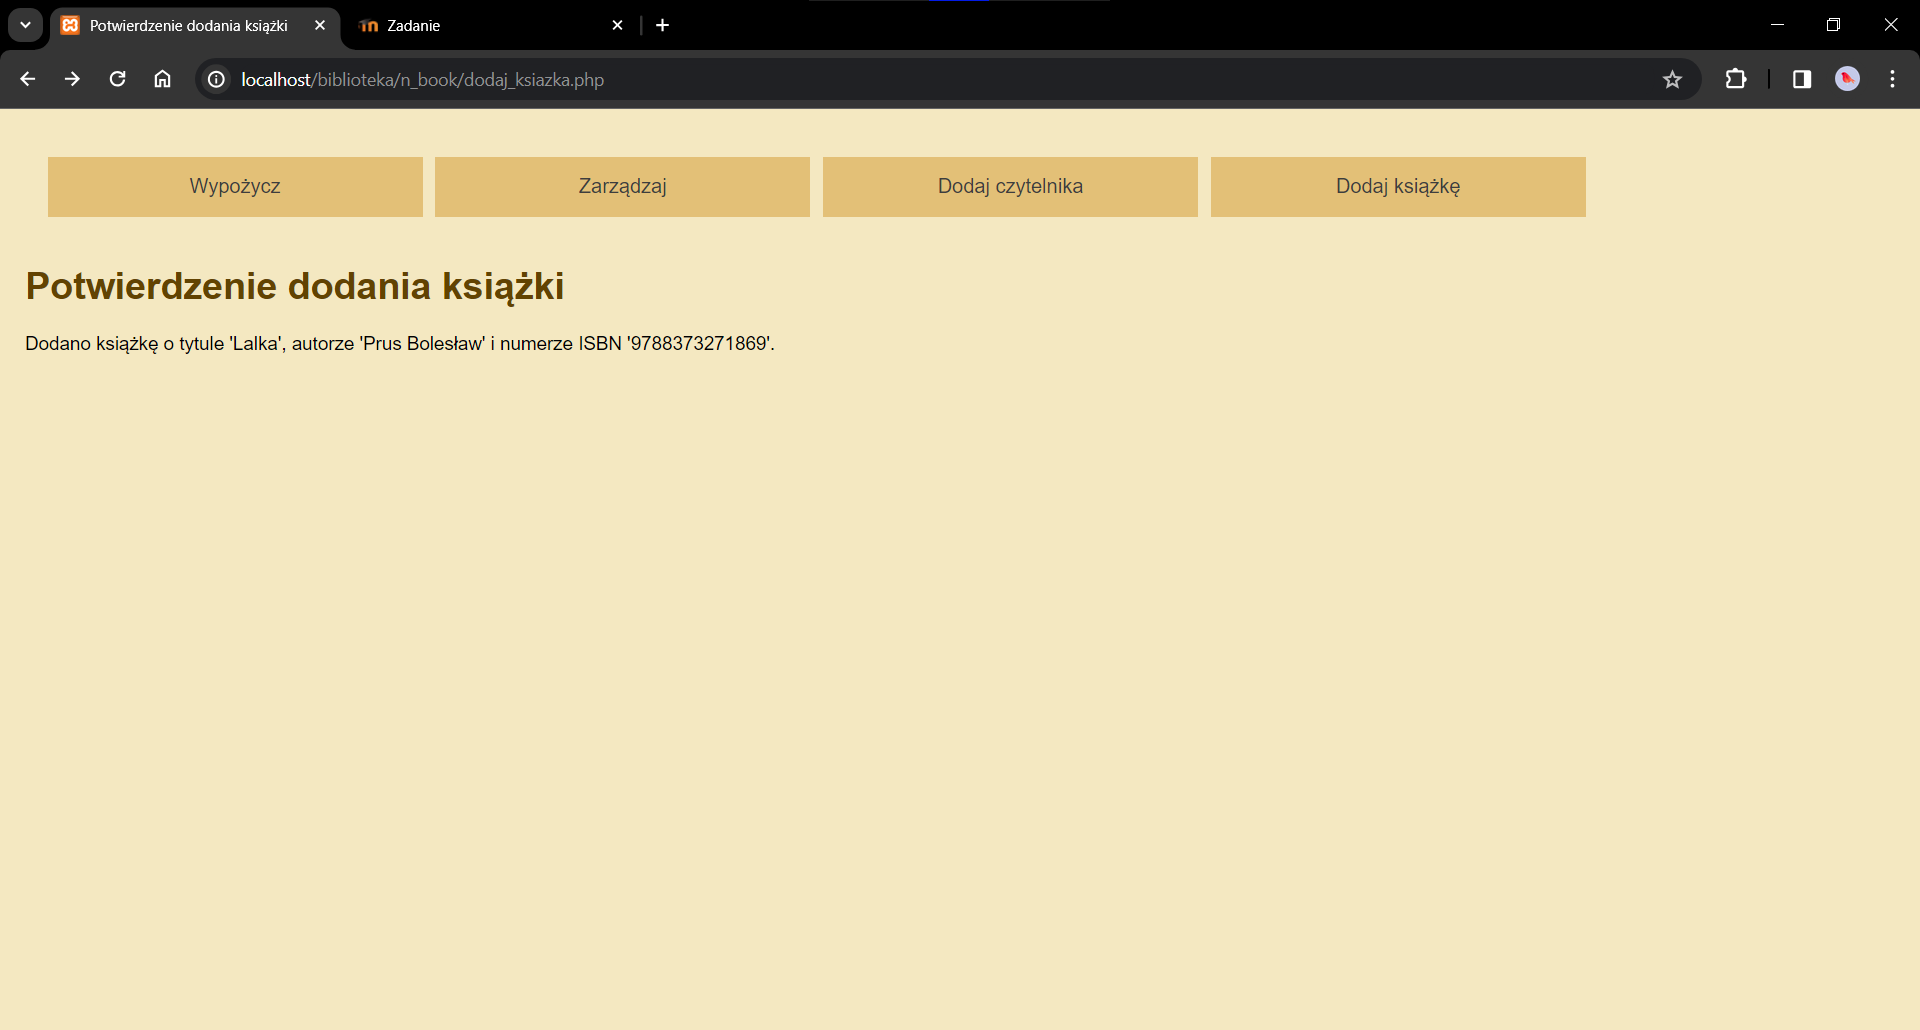 Potwierdzenie dodania książki
Zadanie
localhost/biblioteka/n_book/dodaj_ksiazka.php
Wypożycz
Zarządzaj
Dodaj czytelnika
Dodaj książkę
Potwierdzenie dodania książki
Dodano książkę o tytule 'Lalka', autorze 'Prus Bolesław' i numerze ISBN '9788373271869'.